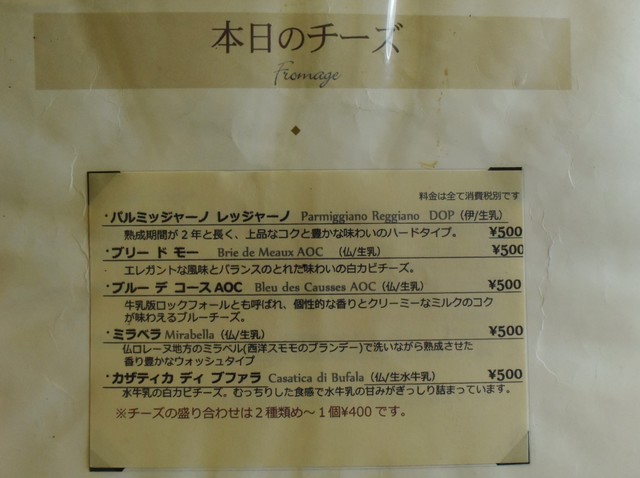 本日のチーズ
Fromage
料金は全て消費税別です
・パルミッジャーノ レッジャーノ Parmiggiano Reggiano DOP（伊/生乳） ¥500
熟成期間が２年と長く、上品なコクと豊かな味わいのハードタイプ。
・ブリー ド モー Brie de Meaux AOC （仏/生乳） ¥500
エレガントな風味とバランスのとれた味わいの白カビチーズ。
・ブルー デ コースAOC Bleu des Causses AOC（仏/生乳） ¥500
牛乳版ロックフォールとも呼ばれ、個性的な香りとクリーミーなミルクのコク
が味わえるブルーチーズ。
・ミラベラ Mirabella（仏/生乳） ¥500
仏ロレーヌ地方のミラベル(西洋スモモのブランデー)で洗いながら熟成させた
香り豊かなウォッシュタイプ
・カザティカ ディ ブファラ Casatica di Bufala（仏/生水牛乳） ¥500
水牛乳の白カビチーズ。むっちりした食感で水牛乳の甘みがぎっしり詰まっています。
※チーズの盛り合わせは２種類め～１個¥400 です。